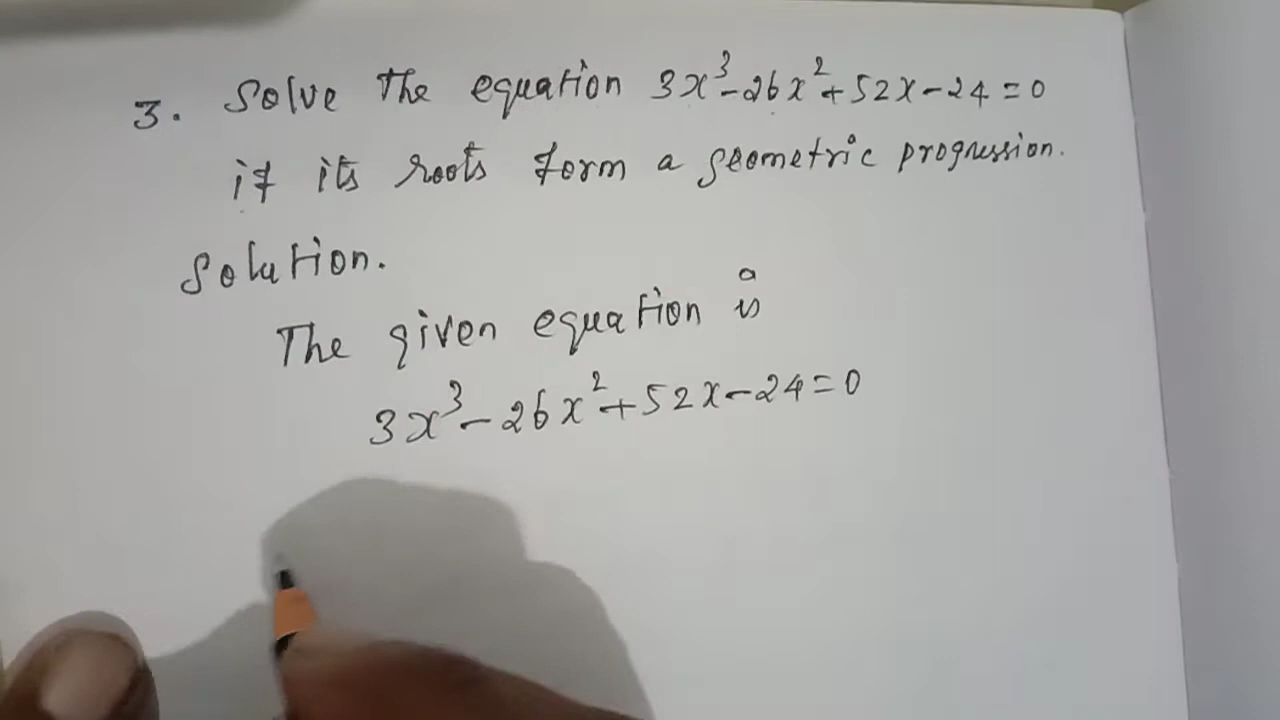 3. Solve the equation 3x³-26x²+52x-24=0
if its roots form a geometric progression.
Solution.
The given equation is
3x³-26x²+52x-24=0